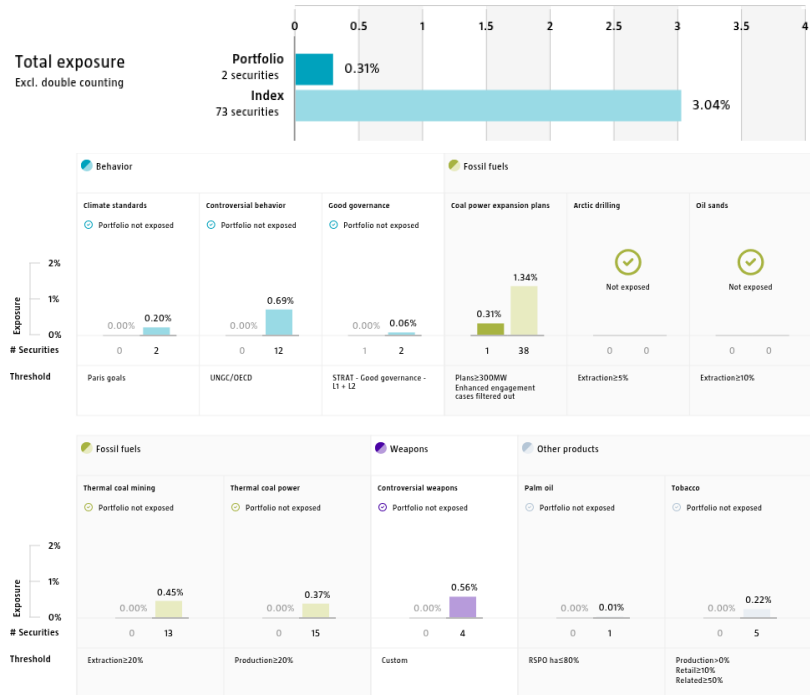 0 0.5 1 1.5 2 2.5 3 3.5 4
Total exposure
Excl. double counting
Portfolio
2 securities
0.31%
Index
73 securities
3.04%
Behavior
Fossil fuels
Climate standards
Controversial behavior
Good governance
Coal power expansion plans
Arctic drilling
Oil sands
Portfolio not exposed
Portfolio not exposed
Portfolio not exposed
Not exposed
Not exposed
Exposure
2%
1%
0%
0.00% 0.20%
0.00% 0.69%
0.00% 0.06%
0.31% 1.34%
# Securities
0 2
0 12
1 2
1 38
0 0
0 0
Threshold
Paris goals
UNGC/OECD
STRAT - Good governance -
L1 + L2
Plans≥300MW
Enhanced engagement
cases filtered out
Extraction≥5%
Extraction≥10%
Fossil fuels
Weapons
Other products
Thermal coal mining
Thermal coal power
Controversial weapons
Palm oil
Tobacco
Portfolio not exposed
Portfolio not exposed
Portfolio not exposed
Portfolio not exposed
Portfolio not exposed
Exposure
2%
1%
0%
0.00% 0.45%
0.00% 0.37%
0.00% 0.56%
0.00% 0.01%
0.00% 0.22%
# Securities
0 13
0 15
0 4
0 1
0 5
Threshold
Extraction≥20%
Production≥20%
Custom
RSPO ha≤80%
Production>0%
Retail≥10%
Related≥50%